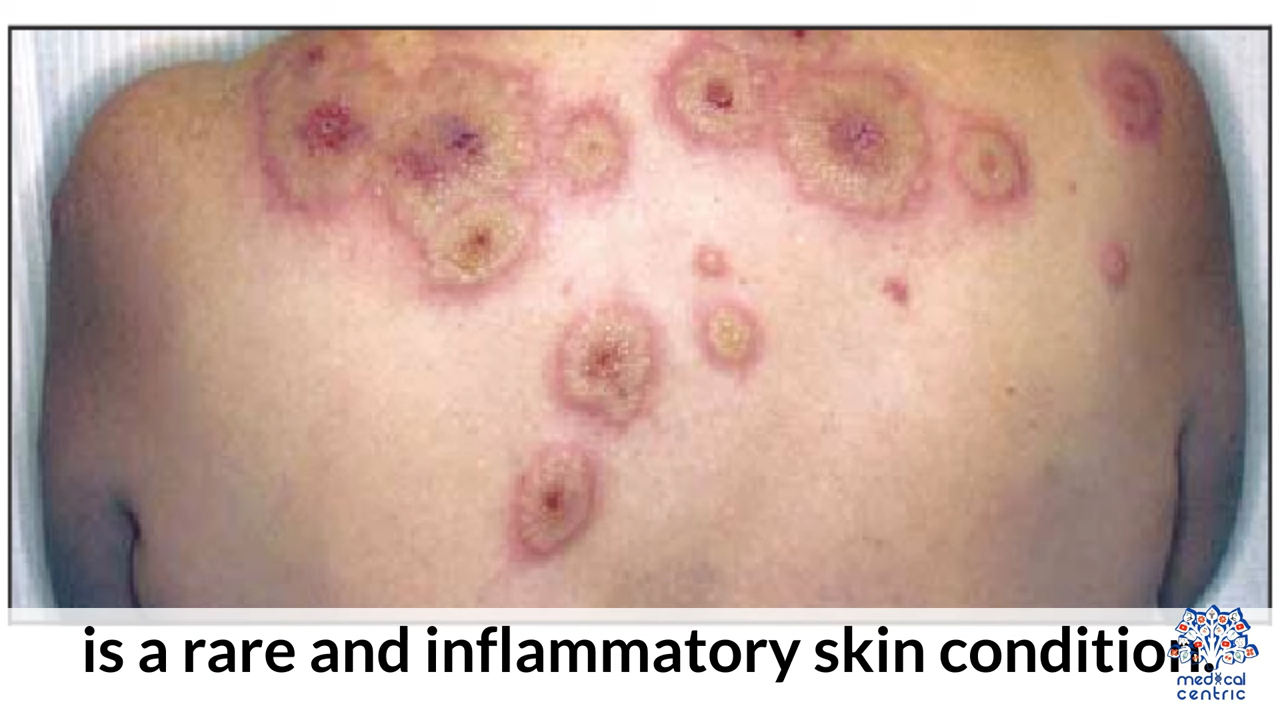 is a rare and inflammatory skin condition.
medical
centric